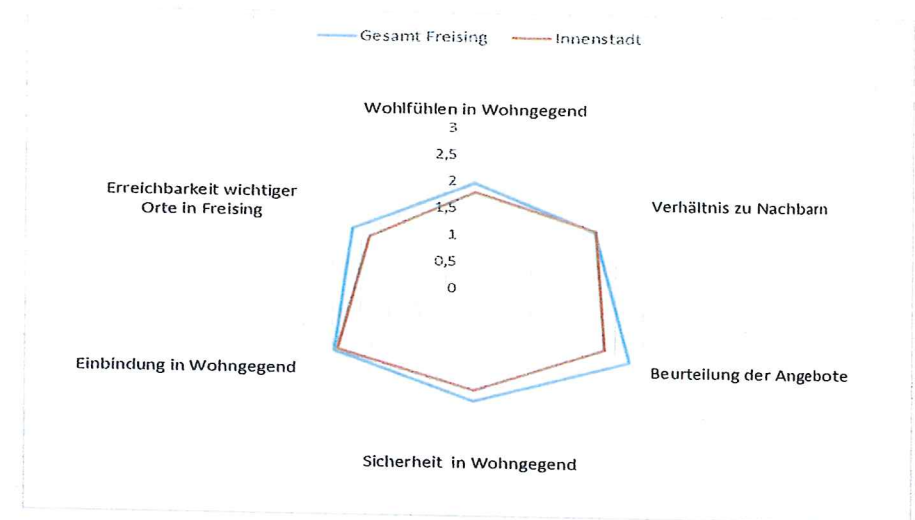 Gesamt Freising Innenstadt
Wohlfühlen in Wohngegend
3
2,5
2
1,5
1
0,5
0
Erreichbarkeit wichtiger
Orte in Freising
Verhältnis zu Nachbarn
Einbindung in Wohngegend
Beurteilung der Angebote
Sicherheit in Wohngegend